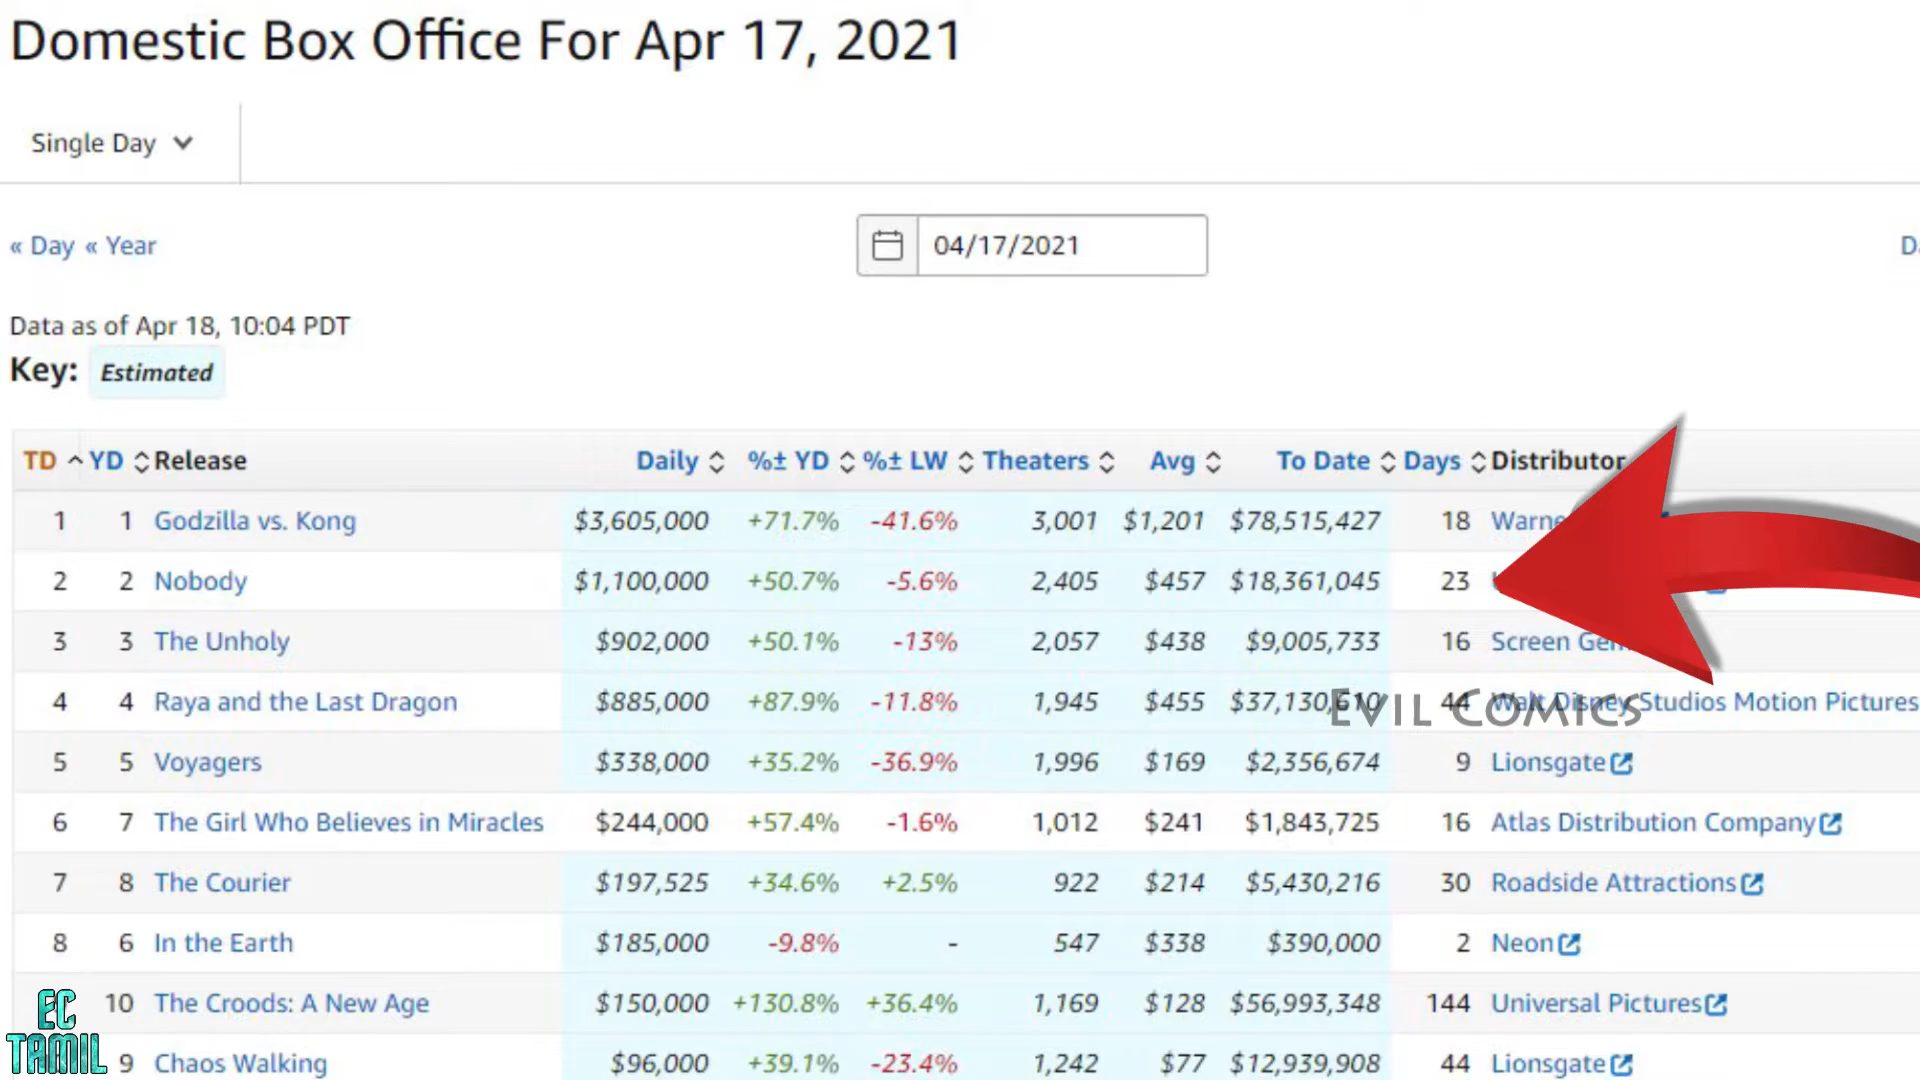 Domestic Box Office For Apr 17, 2021
Single Day
« Day « Year 04/17/2021
Data as of Apr 18, 10:04 PDT
Key: Estimated
TD YD Release Daily %± YD %± LW Theaters Avg To Date Days Distributor
1 1 Godzilla vs. Kong $3,605,000 +71.7% -41.6% 3,001 $1,201 $78,515,427 18
2 2 Nobody $1,100,000 +50.7% -5.6% 2,405 $457 $18,361,045 23
3 3 The Unholy $902,000 +50.1% -13% 2,057 $438 $9,005,733 16 Screen
4 4 Raya and the Last Dragon $885,000 +87.9% -11.8% 1,945 $455 $37,130,610 44 Walt Disney Studios Motion Pictures
Evil Comics
5 5 Voyagers $338,000 +35.2% -36.9% 1,996 $169 $2,356,674 9 Lionsgate
6 7 The Girl Who Believes in Miracles $244,000 +57.4% -1.6% 1,012 $241 $1,843,725 16 Atlas Distribution Company
7 8 The Courier $197,525 +34.6% +2.5% 922 $214 $5,430,216 30 Roadside Attractions
8 6 In the Earth $185,000 -9.8% - 547 $338 $390,000 2 Neon
10 The Croods: A New Age $150,000 +130.8% +36.4% 1,169 $128 $56,993,348 144 Universal Pictures
9 Chaos Walking $96,000 +39.1% -23.4% 1,242 $77 $12,939,908 44 Lionsgate
EC
TAMIL